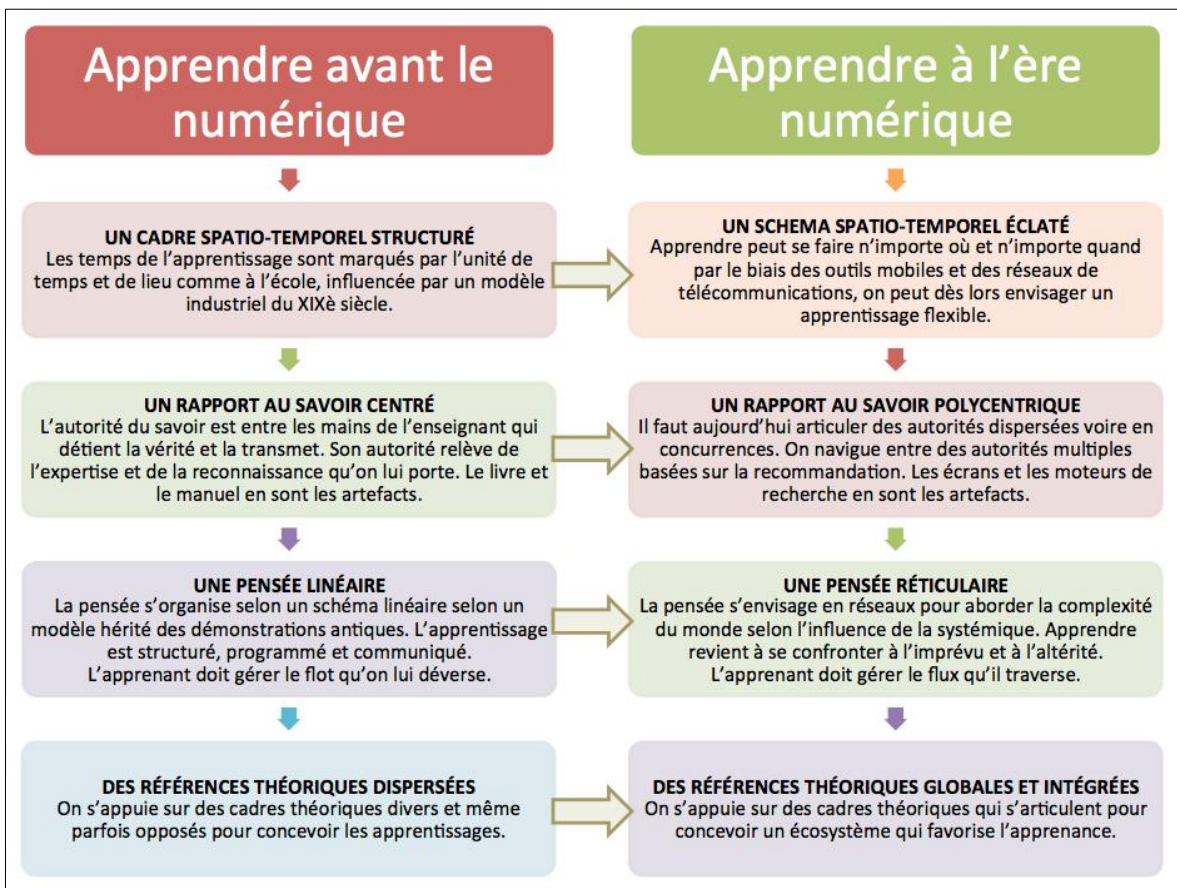 Apprendre avant le
numérique
UN CADRE SPATIO-TEMPOREL STRUCTURÉ
Les temps de l'apprentissage sont marqués par l'unité de
temps et de lieu comme à l'école, influencée par un modèle
industriel du XIXè siècle.
UN RAPPORT AU SAVOIR CENTRÉ
L'autorité du savoir est entre les mains de l'enseignant qui
détient la vérité et la transmet. Son autorité relève de
l'expertise et de la reconnaissance qu'on lui porte. Le livre et
le manuel en sont les artefacts.
UNE PENSÉE LINÉAIRE
La pensée s'organise selon un schéma linéaire selon un
modèle hérité des démonstrations antiques. L'apprentissage
est structuré, programmé et communiqué.
L'apprenant doit gérer le flot qu'on lui déverse.
DES RÉFÉRENCES THÉORIQUES DISPERSÉES
On s'appuie sur des cadres théoriques divers et même
parfois opposés pour concevoir les apprentissages.
Apprendre à l'ère
numérique
UN SCHEMA SPATIO-TEMPOREL ÉCLATÉ
Apprendre peut se faire n'importe où et n'importe quand
par le biais des outils mobiles et des réseaux de
télécommunications, on peut dès lors envisager un
apprentissage flexible.
UN RAPPORT AU SAVOIR POLYCENTRIQUE
Il faut aujourd'hui articuler des autorités dispersées voire en
concurrences. On navigue entre des autorités multiples
basées sur la recommandation. Les écrans et les moteurs de
recherche en sont les artefacts.
UNE PENSÉE RÉTICULAIRE
La pensée s'envisage en réseaux pour aborder la complexité
du monde selon l'influence de la systémique. Apprendre
revient à se confronter à l'imprévu et à l'altérité.
L'apprenant doit gérer le flux qu'il traverse.
DES RÉFÉRENCES THÉORIQUES GLOBALES ET INTÉGRÉES
On s'appuie sur des cadres théoriques qui s'articulent pour
concevoir un écosystème qui favorise l'apprenance.